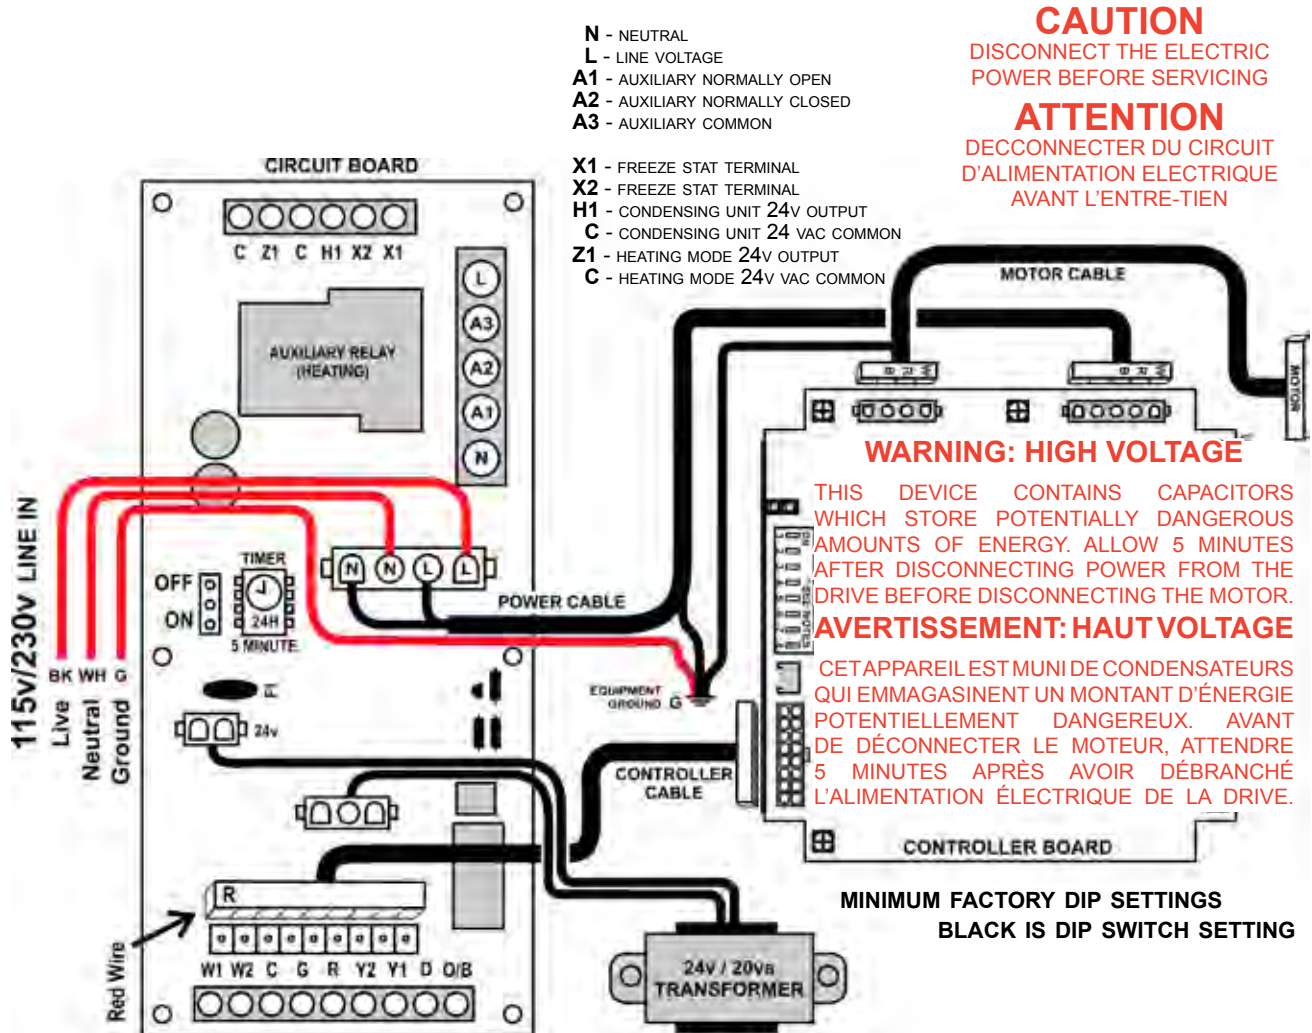 N - NEUTRAL
L - LINE VOLTAGE
A1 - AUXILIARY NORMALLY OPEN
A2 - AUXILIARY NORMALLY CLOSED
A3 - AUXILIARY COMMON
X1 - FREEZE STAT TERMINAL
X2 - FREEZE STAT TERMINAL
H1 - CONDENSING UNIT 24V OUTPUT
C - CONDENSING UNIT 24 VAC COMMON
Z1 - HEATING MODE 24V OUTPUT
C - HEATING MODE 24V VAC COMMON
CAUTION
DISCONNECT THE ELECTRIC
POWER BEFORE SERVICING
ATTENTION
DECCONNECTER DU CIRCUIT
D'ALIMENTATION ELECTRIQUE
AVANT L'ENTRE-TIEN
CIRCUIT BOARD
C Z1 C H1 X2 X1
AUXILIARY RELAY
(HEATING)
L
A3
A2
A1
N
MOTOR CABLE
MOTOR
B R W
B R W
115v/230v LINE IN
BK WH G
Live
Neutral
Ground
OFF
ON
TIMER
24H
5 MINUTE
N N L L
POWER CABLE
EQUIPMENT
GROUND G
F1
24v
CONTROLLER
CABLE
WARNING: HIGH VOLTAGE
THIS DEVICE CONTAINS CAPACITORS
WHICH STORE POTENTIALLY DANGEROUS
AMOUNTS OF ENERGY. ALLOW 5 MINUTES
AFTER DISCONNECTING POWER FROM THE
DRIVE BEFORE DISCONNECTING THE MOTOR.
AVERTISSEMENT: HAUT VOLTAGE
CET APPAREIL EST MUNI DE CONDENSATEURS
QUI EMMAGASINENT UN MONTANT D'ÉNERGIE
POTENTIELLEMENT DANGEREUX. AVANT
DE DÉCONNECTER LE MOTEUR, ATTENDRE
5 MINUTES APRÈS AVOIR DÉBRANCHÉ
L'ALIMENTATION ÉLECTRIQUE DE LA DRIVE.
CONTROLLER BOARD
MINIMUM FACTORY DIP SETTINGS
BLACK IS DIP SWITCH SETTING
R
Red Wire
W1 W2 C G R Y2 Y1 D O/B
24v / 20va
TRANSFORMER